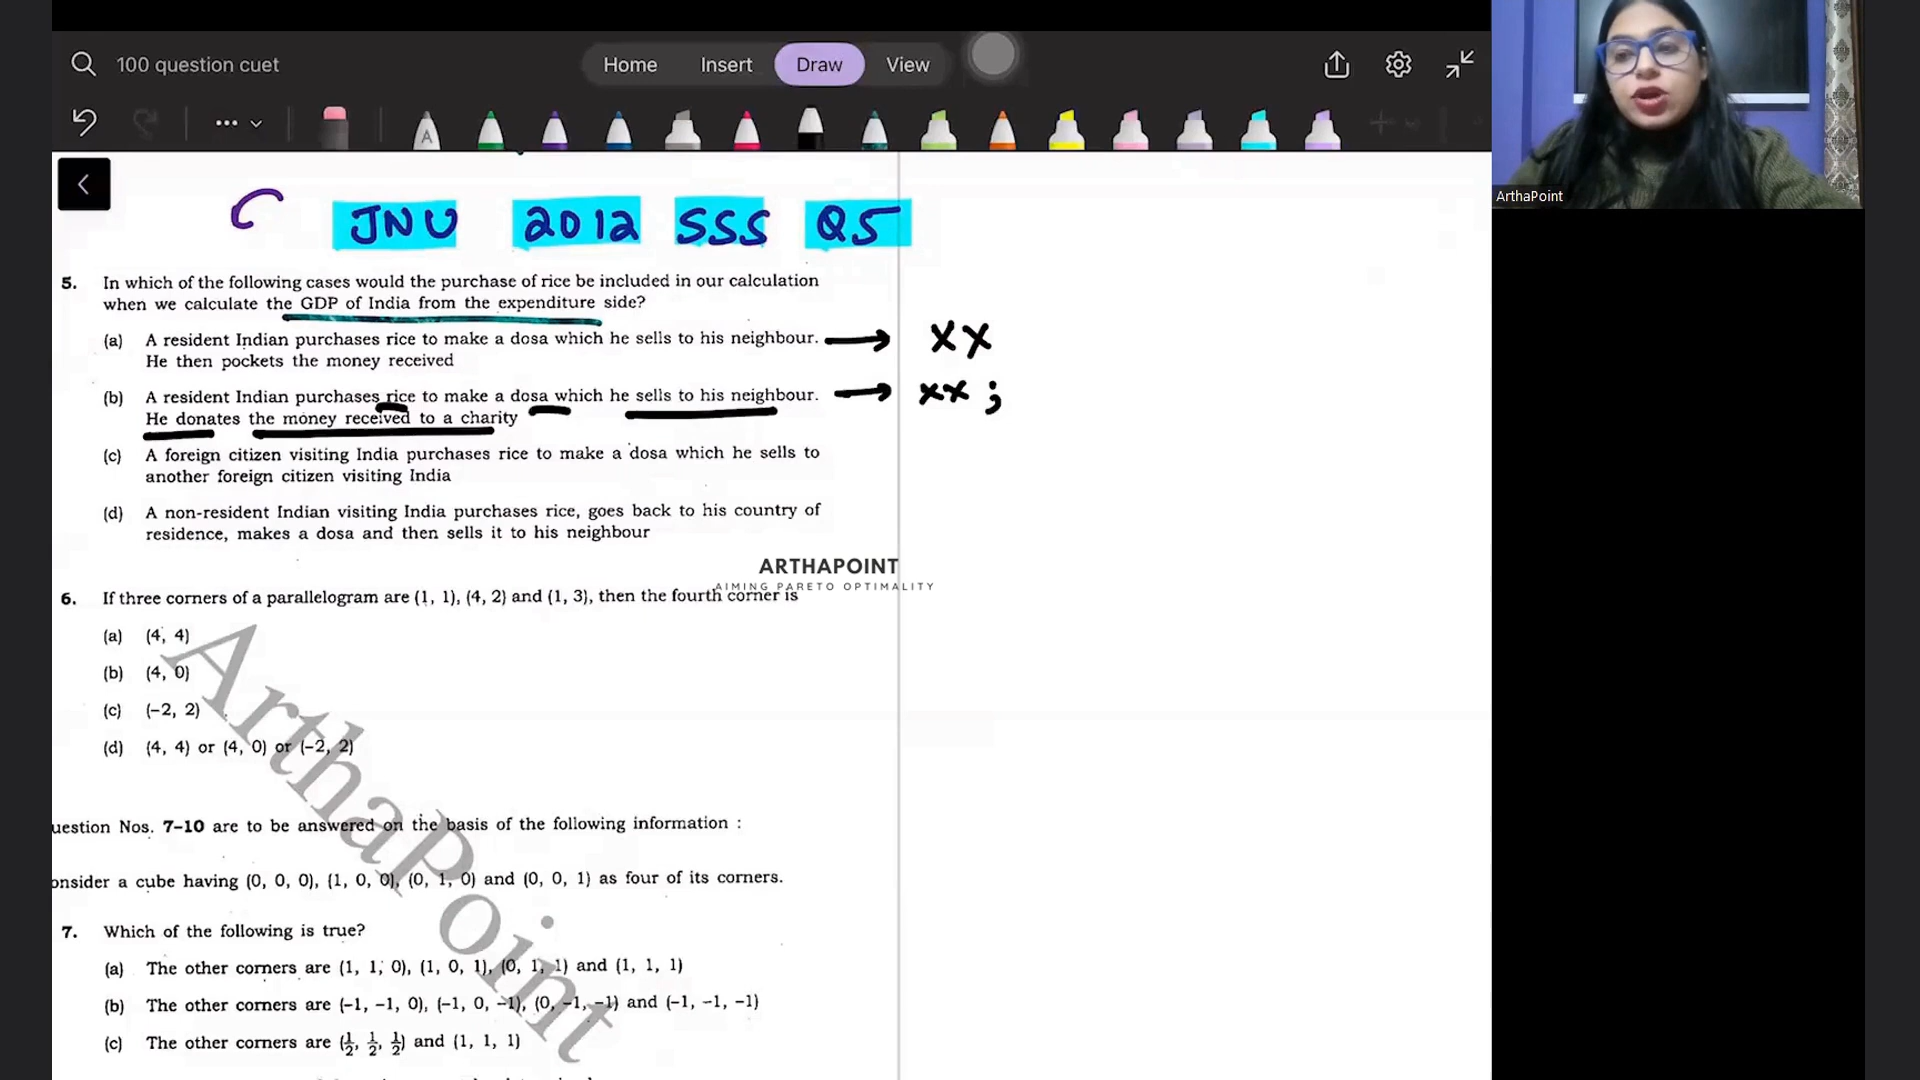 100 question cuet
Home Insert Draw View
A
ArthaPoint
JNU 2012 SSS Q5
5. In which of the following cases would the purchase of rice be included in our calculation
when we calculate the GDP of India from the expenditure side?
(a) A resident Indian purchases rice to make a dosa which he sells to his neighbour. xx
He then pockets the money received
(b) A resident Indian purchases rice to make a dosa which he sells to his neighbour. xx ;
He donates the money received to a charity
(c) A foreign citizen visiting India purchases rice to make a dosa which he sells to
another foreign citizen visiting India
(d) A non-resident Indian visiting India purchases rice, goes back to his country of
residence, makes a dosa and then sells it to his neighbour
ARTHAPOINT
AIMING PARETO OPTIMALITY
6. If three corners of a parallelogram are (1, 1), (4, 2) and (1, 3), then the fourth corner is
(a) (4, 4)
(b) (4, 0)
(c) (−2, 2)
(d) (4, 4) or (4, 0) or (−2, 2)
ArthaPoint
uestion Nos. 7–10 are to be answered on the basis of the following information :
onsider a cube having (0, 0, 0), (1, 0, 0), (0, 1, 0) and (0, 0, 1) as four of its corners.
7. Which of the following is true?
(a) The other corners are (1, 1, 0), (1, 0, 1), (0, 1, 1) and (1, 1, 1)
(b) The other corners are (−1, −1, 0), (−1, 0, −1), (0, −1, −1) and (−1, −1, −1)
(c) The other corners are (½, ½, ½) and (1, 1, 1)